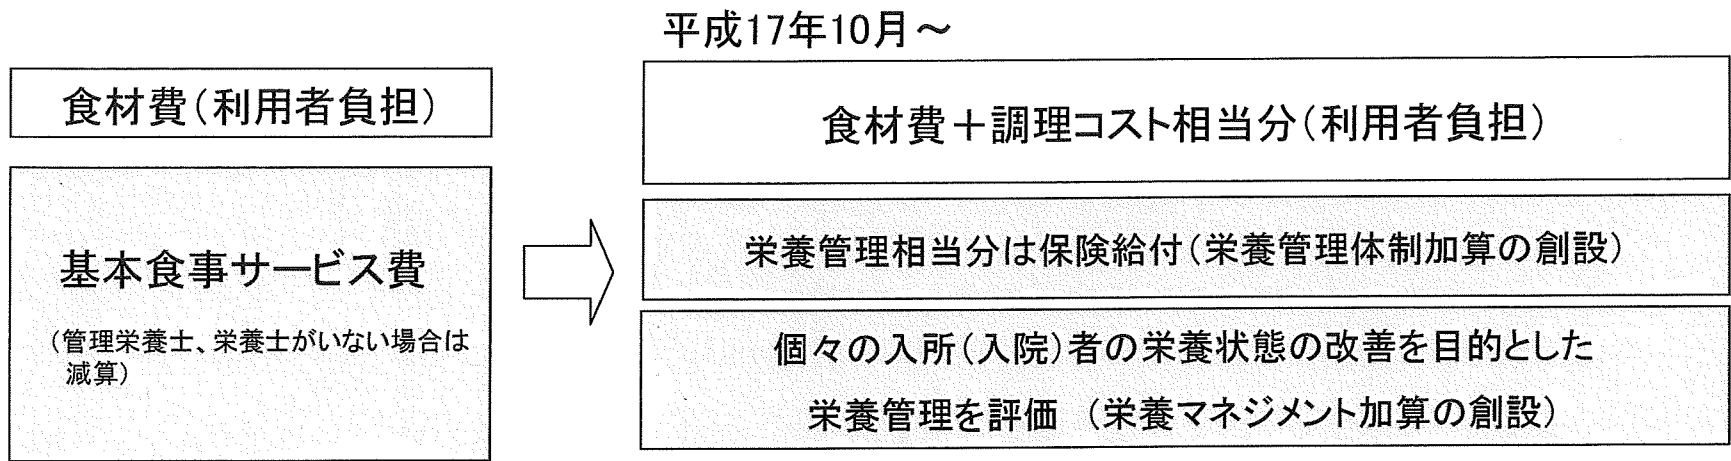 平成17年10月~
食材費(利用者負担)
基本食事サービス費
(管理栄養士、栄養士がいない場合は
減算)
食材費+調理コスト相当分(利用者負担)
栄養管理相当分は保険給付(栄養管理体制加算の創設)
個々の入所(入院)者の栄養状態の改善を目的とした
栄養管理を評価 (栄養マネジメント加算の創設)